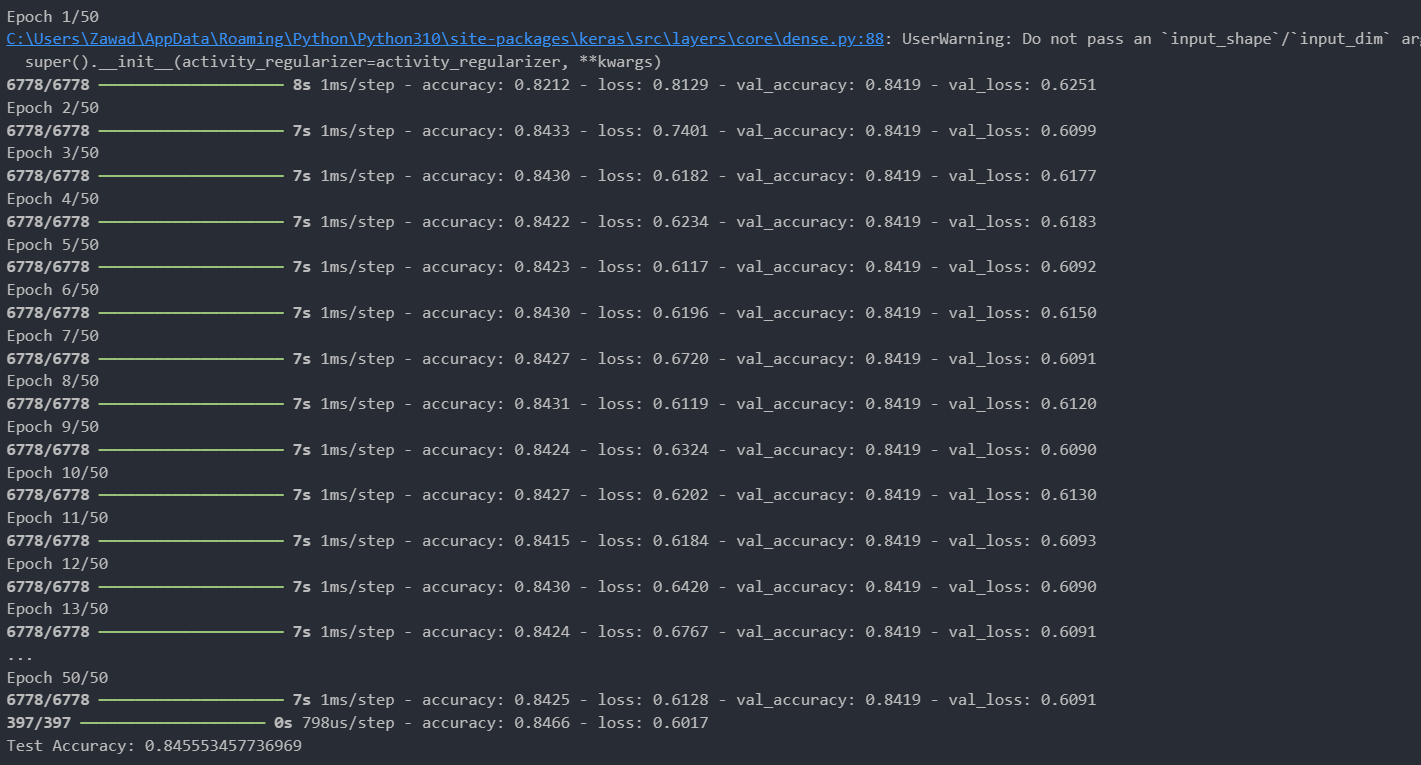 Epoch 1/50
C:\Users\Zawad\AppData\Roaming\Python\Python310\site-packages\keras\src\layers\core\dense.py:88: UserWarning: Do not pass an `input_shape`/`input_dim`
super().__init__(activity_regularizer=activity_regularizer, **kwargs)
6778/6778 ━━━━━━━━━━━━━━━━━━━━ 8s 1ms/step - accuracy: 0.8212 - loss: 0.8129 - val_accuracy: 0.8419 - val_loss: 0.6251
Epoch 2/50
6778/6778 ━━━━━━━━━━━━━━━━━━━━ 7s 1ms/step - accuracy: 0.8433 - loss: 0.7401 - val_accuracy: 0.8419 - val_loss: 0.6099
Epoch 3/50
6778/6778 ━━━━━━━━━━━━━━━━━━━━ 7s 1ms/step - accuracy: 0.8430 - loss: 0.6182 - val_accuracy: 0.8419 - val_loss: 0.6177
Epoch 4/50
6778/6778 ━━━━━━━━━━━━━━━━━━━━ 7s 1ms/step - accuracy: 0.8422 - loss: 0.6234 - val_accuracy: 0.8419 - val_loss: 0.6183
Epoch 5/50
6778/6778 ━━━━━━━━━━━━━━━━━━━━ 7s 1ms/step - accuracy: 0.8423 - loss: 0.6117 - val_accuracy: 0.8419 - val_loss: 0.6092
Epoch 6/50
6778/6778 ━━━━━━━━━━━━━━━━━━━━ 7s 1ms/step - accuracy: 0.8430 - loss: 0.6196 - val_accuracy: 0.8419 - val_loss: 0.6150
Epoch 7/50
6778/6778 ━━━━━━━━━━━━━━━━━━━━ 7s 1ms/step - accuracy: 0.8427 - loss: 0.6720 - val_accuracy: 0.8419 - val_loss: 0.6091
Epoch 8/50
6778/6778 ━━━━━━━━━━━━━━━━━━━━ 7s 1ms/step - accuracy: 0.8431 - loss: 0.6119 - val_accuracy: 0.8419 - val_loss: 0.6120
Epoch 9/50
6778/6778 ━━━━━━━━━━━━━━━━━━━━ 7s 1ms/step - accuracy: 0.8424 - loss: 0.6324 - val_accuracy: 0.8419 - val_loss: 0.6090
Epoch 10/50
6778/6778 ━━━━━━━━━━━━━━━━━━━━ 7s 1ms/step - accuracy: 0.8427 - loss: 0.6202 - val_accuracy: 0.8419 - val_loss: 0.6130
Epoch 11/50
6778/6778 ━━━━━━━━━━━━━━━━━━━━ 7s 1ms/step - accuracy: 0.8415 - loss: 0.6184 - val_accuracy: 0.8419 - val_loss: 0.6093
Epoch 12/50
6778/6778 ━━━━━━━━━━━━━━━━━━━━ 7s 1ms/step - accuracy: 0.8430 - loss: 0.6420 - val_accuracy: 0.8419 - val_loss: 0.6090
Epoch 13/50
6778/6778 ━━━━━━━━━━━━━━━━━━━━ 7s 1ms/step - accuracy: 0.8424 - loss: 0.6767 - val_accuracy: 0.8419 - val_loss: 0.6091
...
Epoch 50/50
6778/6778 ━━━━━━━━━━━━━━━━━━━━ 7s 1ms/step - accuracy: 0.8425 - loss: 0.6128 - val_accuracy: 0.8419 - val_loss: 0.6091
397/397 ━━━━━━━━━━━━━━━━━━━━ 0s 798us/step - accuracy: 0.8466 - loss: 0.6017
Test Accuracy: 0.845553457736969